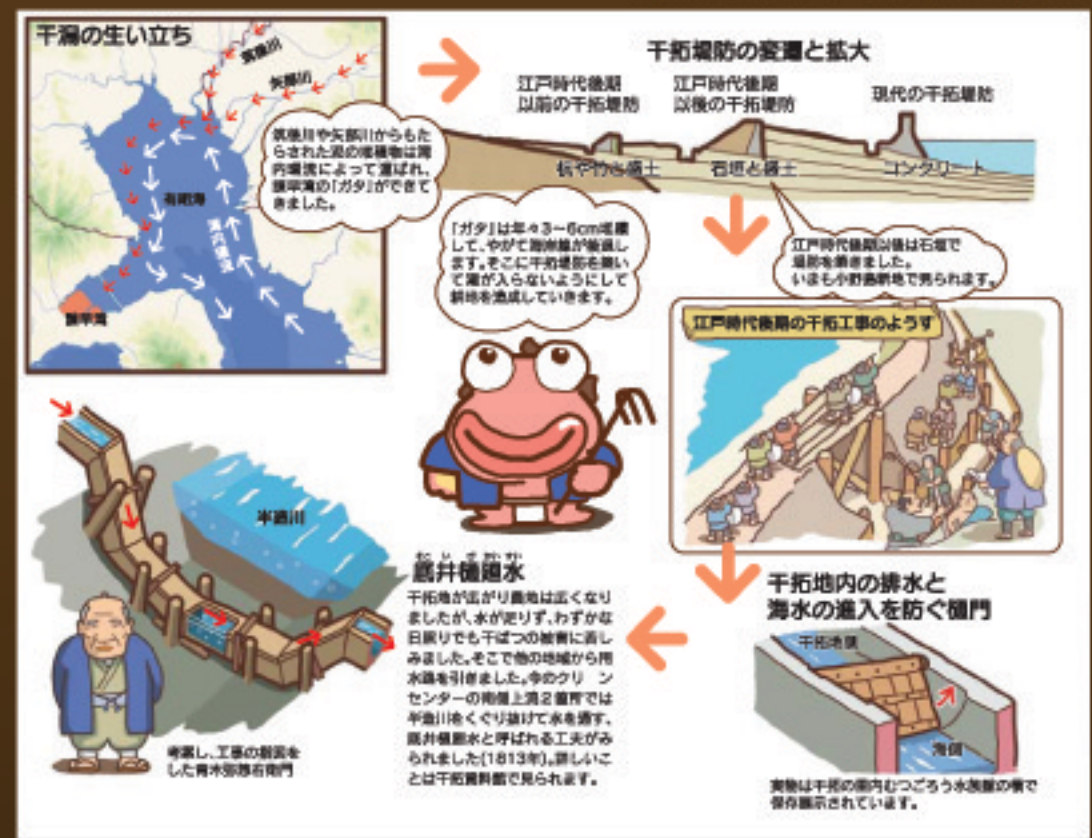 干潟の生い立ち
筑後川
矢部川
有明海
湾内環流
諫早湾
筑後川や矢部川からもた
らされた泥の堆積物は湾
内環流によって運ばれ、
諫早湾の「ガタ」ができて
きました。
干拓堤防の変遷と拡大
江戸時代後期
以前の干拓堤防
江戸時代後期
以後の干拓堤防
現代の干拓堤防
板や竹と盛土
石垣と盛土
コンクリート
「ガタ」は年々3〜6cm堆積
して、やがて海岸線が後退し
ます。そこに干拓堤防を築い
て潮が入らないようにして
耕地を造成していきます。
江戸時代後期以後は石垣で
堤防を築きました。
いまも小野島新地で見られます。
江戸時代後期の干拓工事のようす
干拓地内の排水と
海水の進入を防ぐ樋門
干拓地側
海側
実物は干拓の里内むつごろう水族館の横で
保存展示されています。
半造川
底井樋廻水
干拓地が広がり農地は広くなり
ましたが、水が足りず、わずかな
日照りでも干ばつの被害に苦し
みました。そこで他の地域から用
水路を引きました。今のクリーン
センターの南側上流2箇所では
半造川をくぐり抜けて水を通す、
底井樋廻水と呼ばれる工夫がみ
られました(1813年)。詳しいこ
とは干拓資料館で見られます。
考案し、工事の指図を
した青木弥惣右衛門